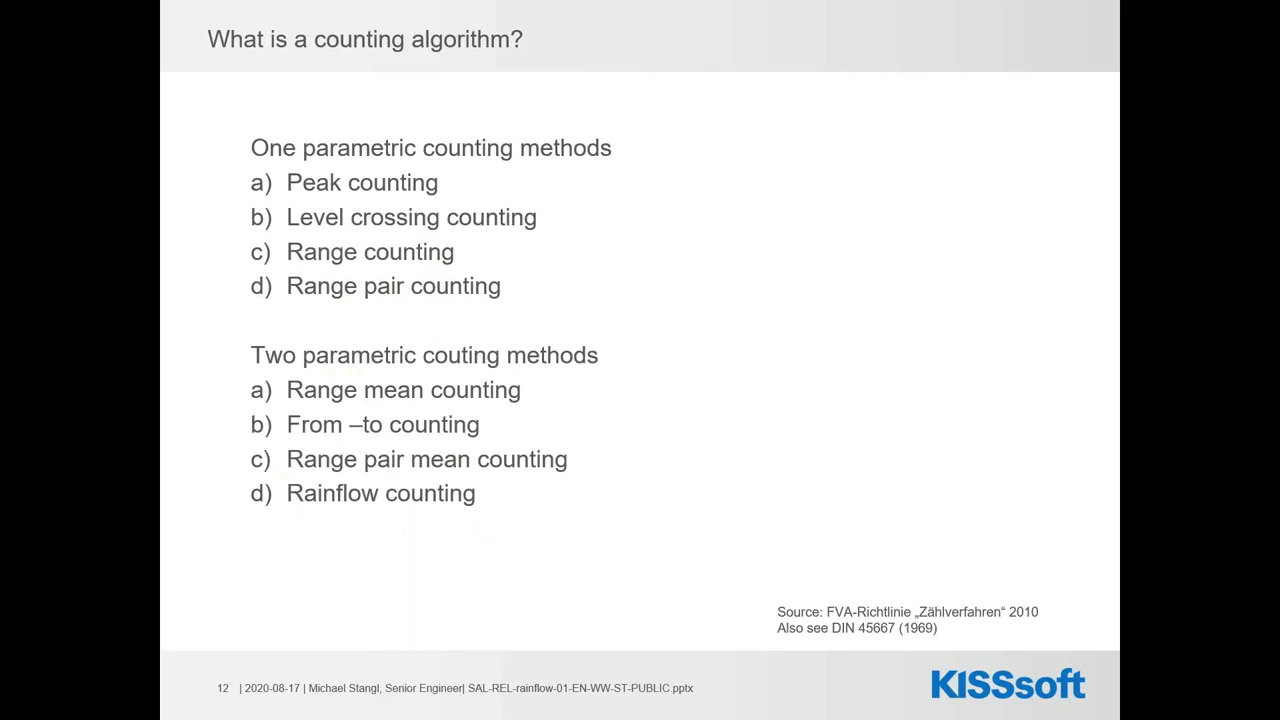 What is a counting algorithm?
One parametric counting methods
a) Peak counting
b) Level crossing counting
c) Range counting
d) Range pair counting
Two parametric couting methods
a) Range mean counting
b) From –to counting
c) Range pair mean counting
d) Rainflow counting
Source: FVA-Richtlinie „Zählverfahren“ 2010
Also see DIN 45667 (1969)
12 | 2020-08-17 | Michael Stangl, Senior Engineer| SAL-REL-rainflow-01-EN-WW-ST-PUBLIC.pptx
KISSsoft